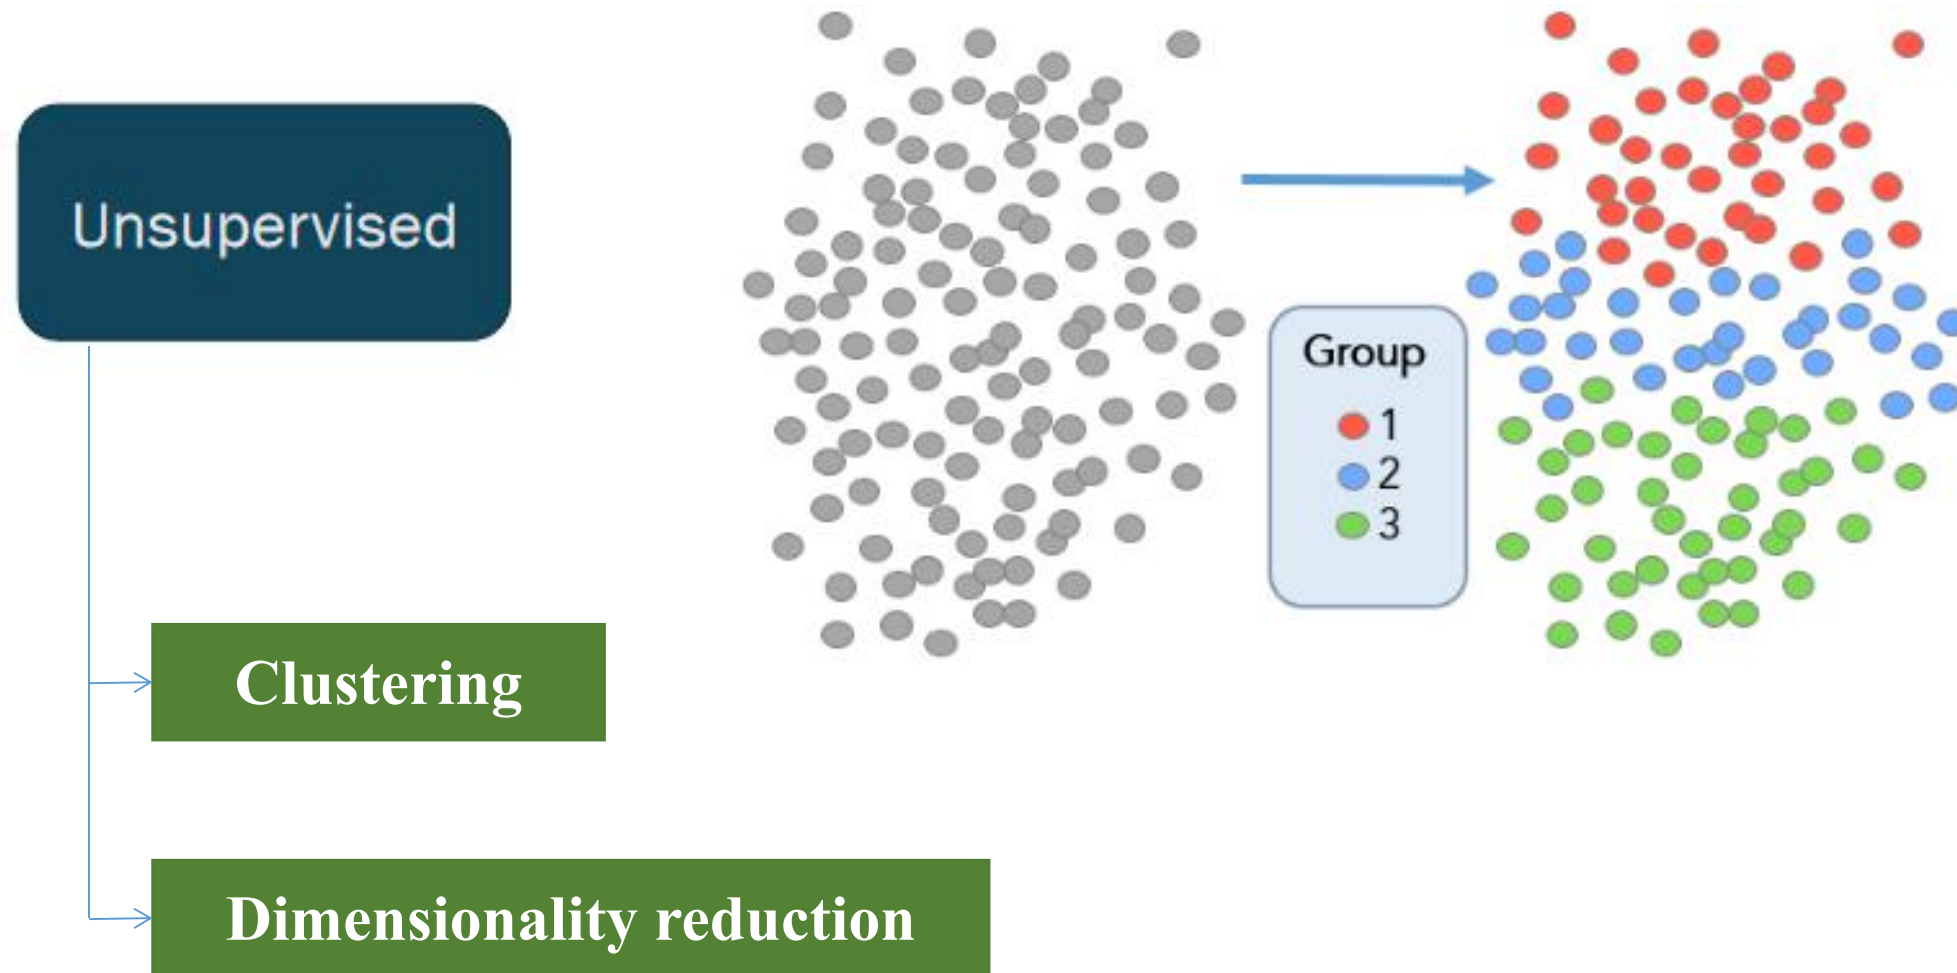 Unsupervised
Group
1
2
3
Clustering
Dimensionality reduction